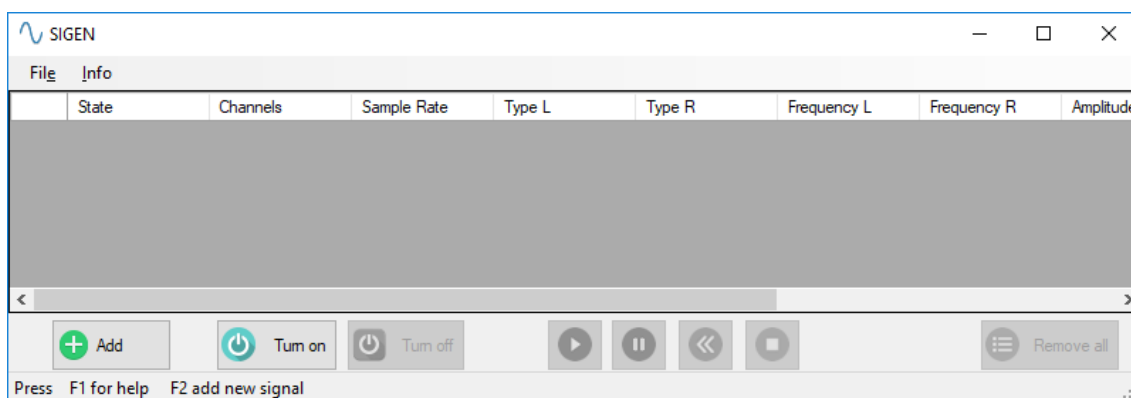 SIGEN
File Info
State Channels Sample Rate Type L Type R Frequency L Frequency R Amplitude
Add Turn on Turn off Remove all
Press F1 for help F2 add new signal